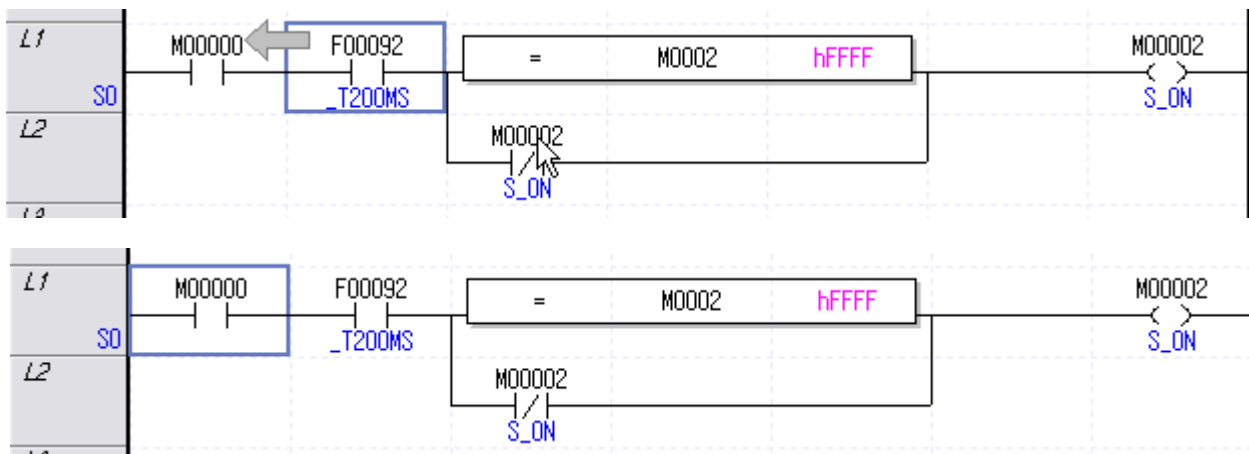 L1
M00000 F00092 = M0002 hFFFF M00002
S0 _T200MS S_ON
L2
M00002
S_ON
L1
M00000 F00092 = M0002 hFFFF M00002
S0 _T200MS S_ON
L2
M00002
S_ON